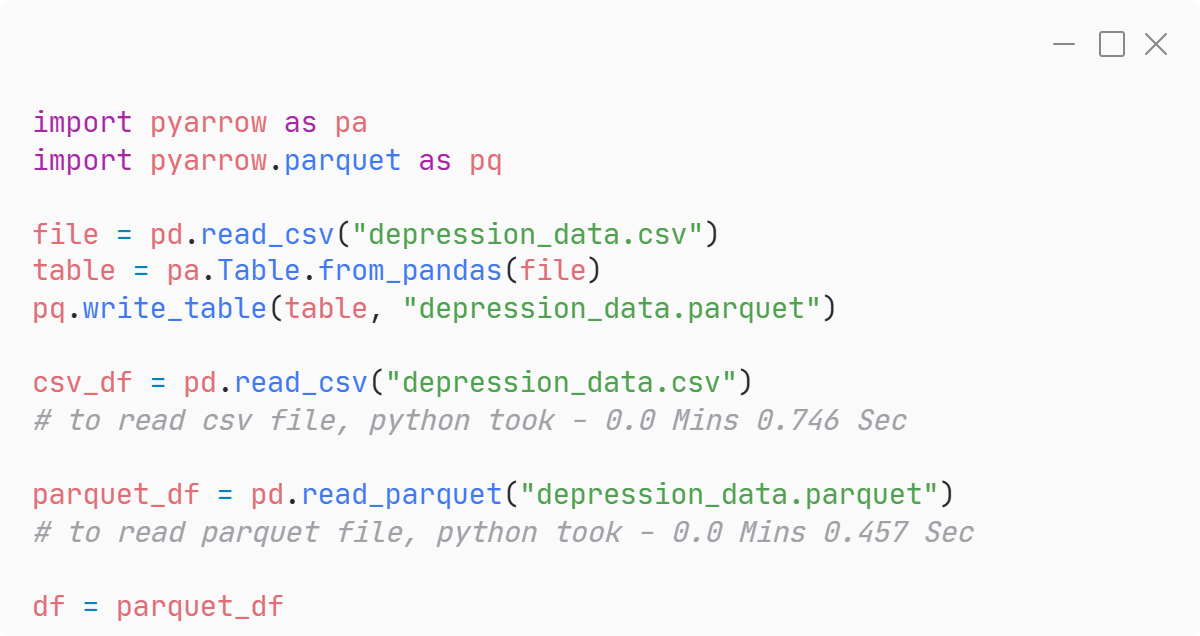 import pyarrow as pa
import pyarrow.parquet as pq
file = pd.read_csv("depression_data.csv")
table = pa.Table.from_pandas(file)
pq.write_table(table, "depression_data.parquet")
csv_df = pd.read_csv("depression_data.csv")
# to read csv file, python took - 0.0 Mins 0.746 Sec
parquet_df = pd.read_parquet("depression_data.parquet")
# to read parquet file, python took - 0.0 Mins 0.457 Sec
df = parquet_df